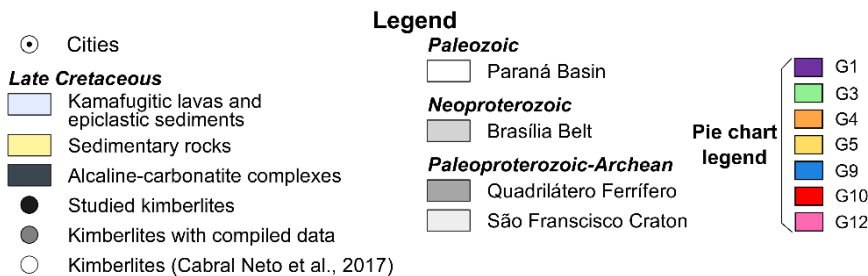 Legend
Cities
Late Cretaceous
Kamafugitic lavas and
epiclastic sediments
Sedimentary rocks
Alcaline-carbonatite complexes
Studied kimberlites
Kimberlites with compiled data
Kimberlites (Cabral Neto et al., 2017)
Paleozoic
Paraná Basin
Neoproterozoic
Brasília Belt
Paleoproterozoic-Archean
Quadrilátero Ferrífero
São Franscisco Craton
Pie chart
legend
G1
G3
G4
G5
G9
G10
G12